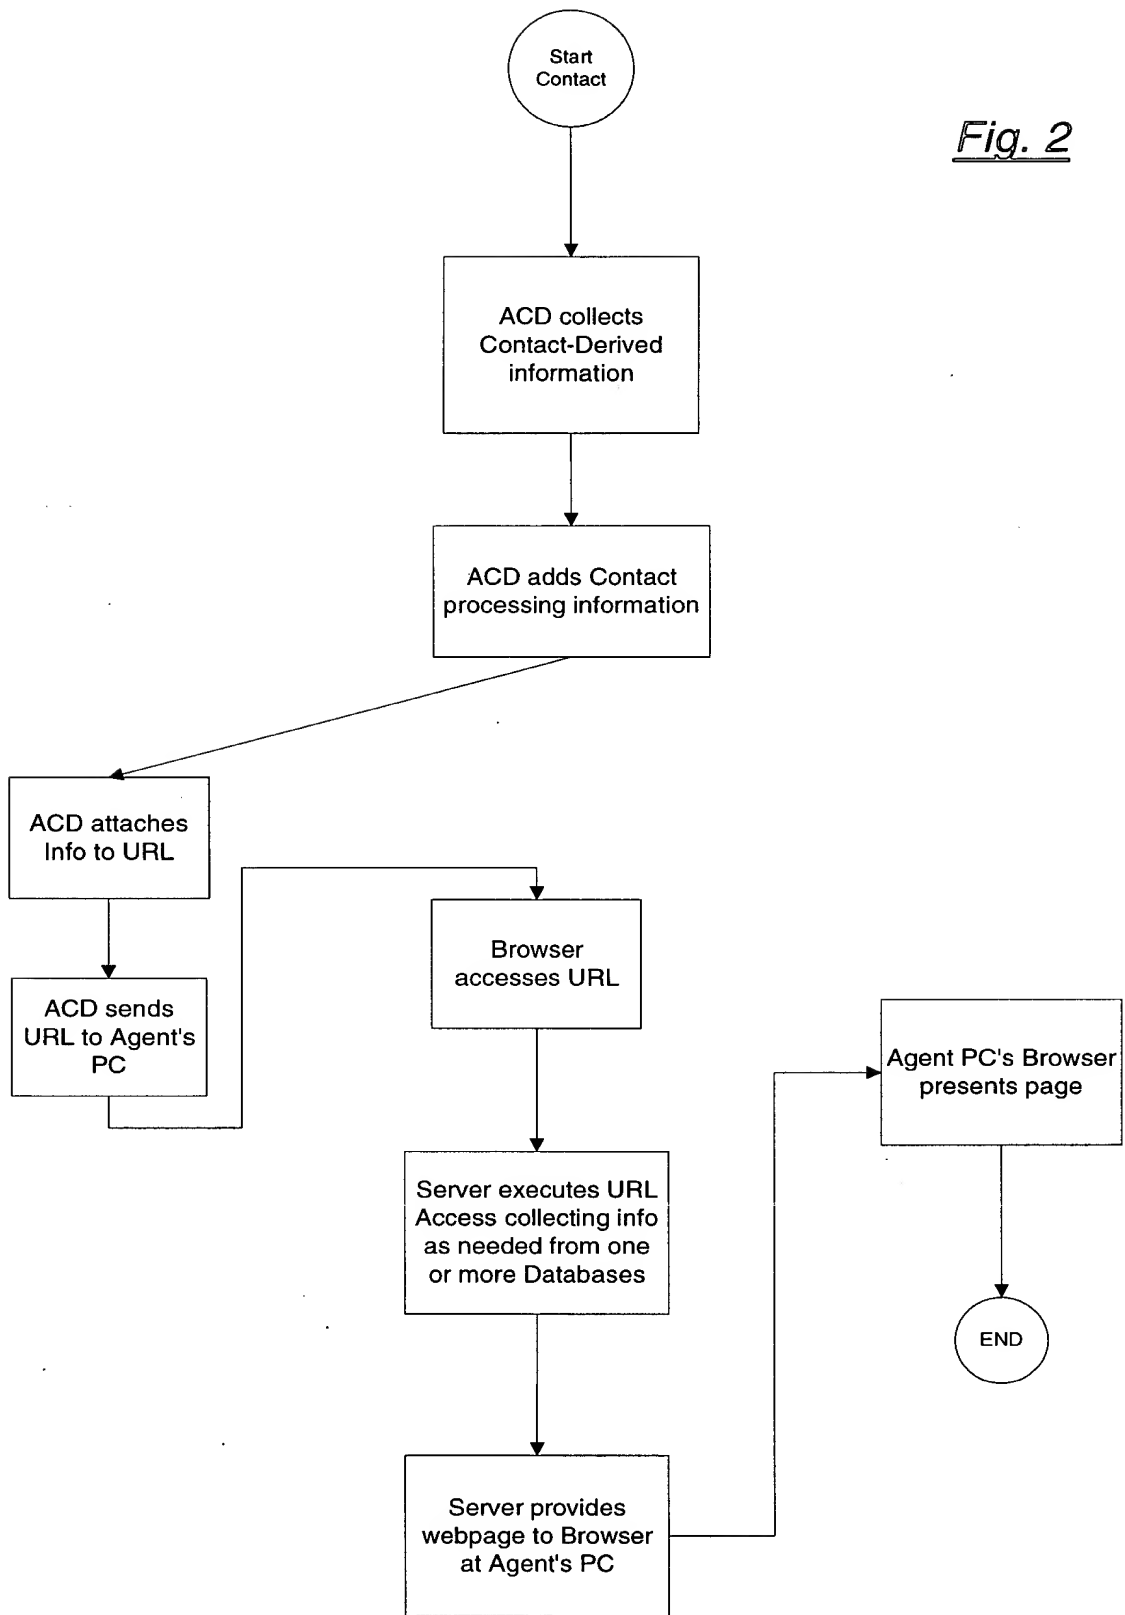 Start
Contact
Fig. 2
ACD collects
Contact-Derived
information
ACD adds Contact
processing information
ACD attaches
Info to URL
ACD sends
URL to Agent's
PC
Browser
accesses URL
Server executes URL
Access collecting info
as needed from one
or more Databases
Server provides
webpage to Browser
at Agent's PC
Agent PC's Browser
presents page
END